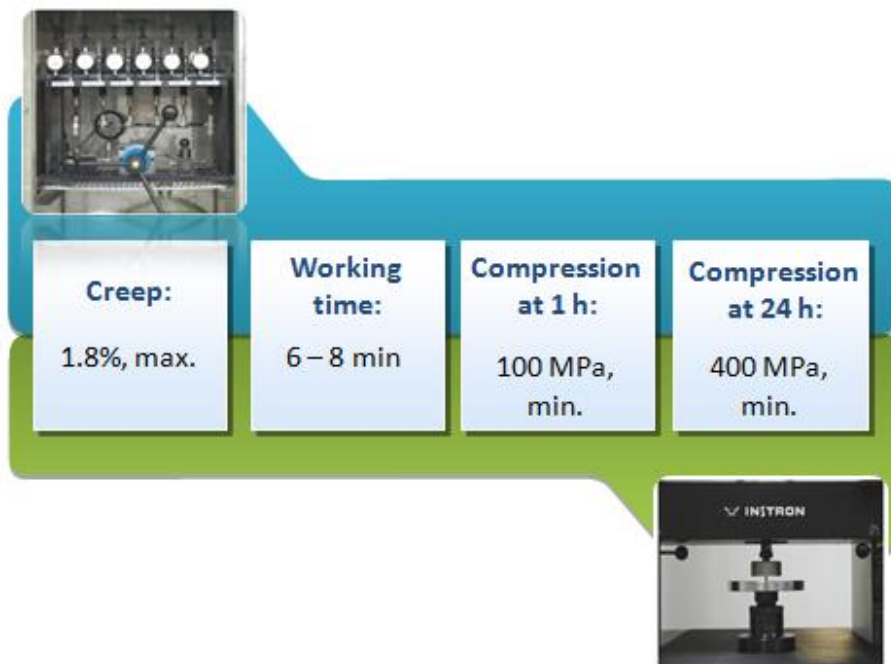 Creep:
1.8%, max.
Working
time:
6 – 8 min
Compression
at 1 h:
100 MPa,
min.
Compression
at 24 h:
400 MPa,
min.
INSTRON